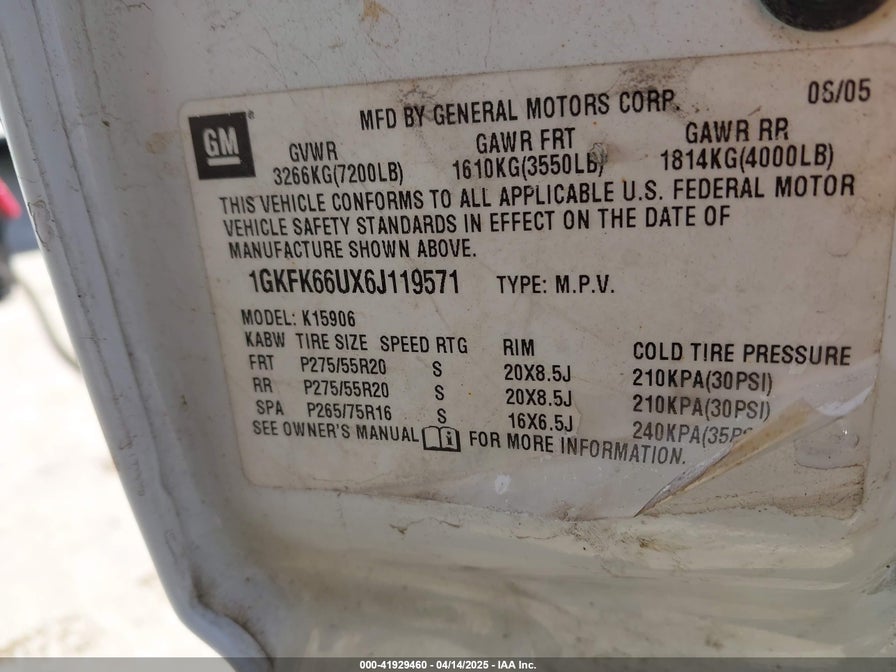 MFD BY GENERAL MOTORS CORP. 06/05
GM
GVWR GAWR FRT GAWR RR
3266KG(7200LB) 1610KG(3550LB) 1814KG(4000LB)
THIS VEHICLE CONFORMS TO ALL APPLICABLE U.S. FEDERAL MOTOR
VEHICLE SAFETY STANDARDS IN EFFECT ON THE DATE OF
MANUFACTURE SHOWN ABOVE.
1GKFK66UX6J119571 TYPE: M.P.V.
MODEL: K15906
KABW TIRE SIZE SPEED RTG RIM COLD TIRE PRESSURE
FRT P275/55R20 S 20X8.5J 210KPA(30PSI)
RR P275/55R20 S 20X8.5J 210KPA(30PSI)
SPA P265/75R16 S 16X6.5J 240KPA(35PS
SEE OWNER'S MANUAL i FOR MORE INFORMATION.
000-41929460 - 04/14/2025 - IAA Inc.